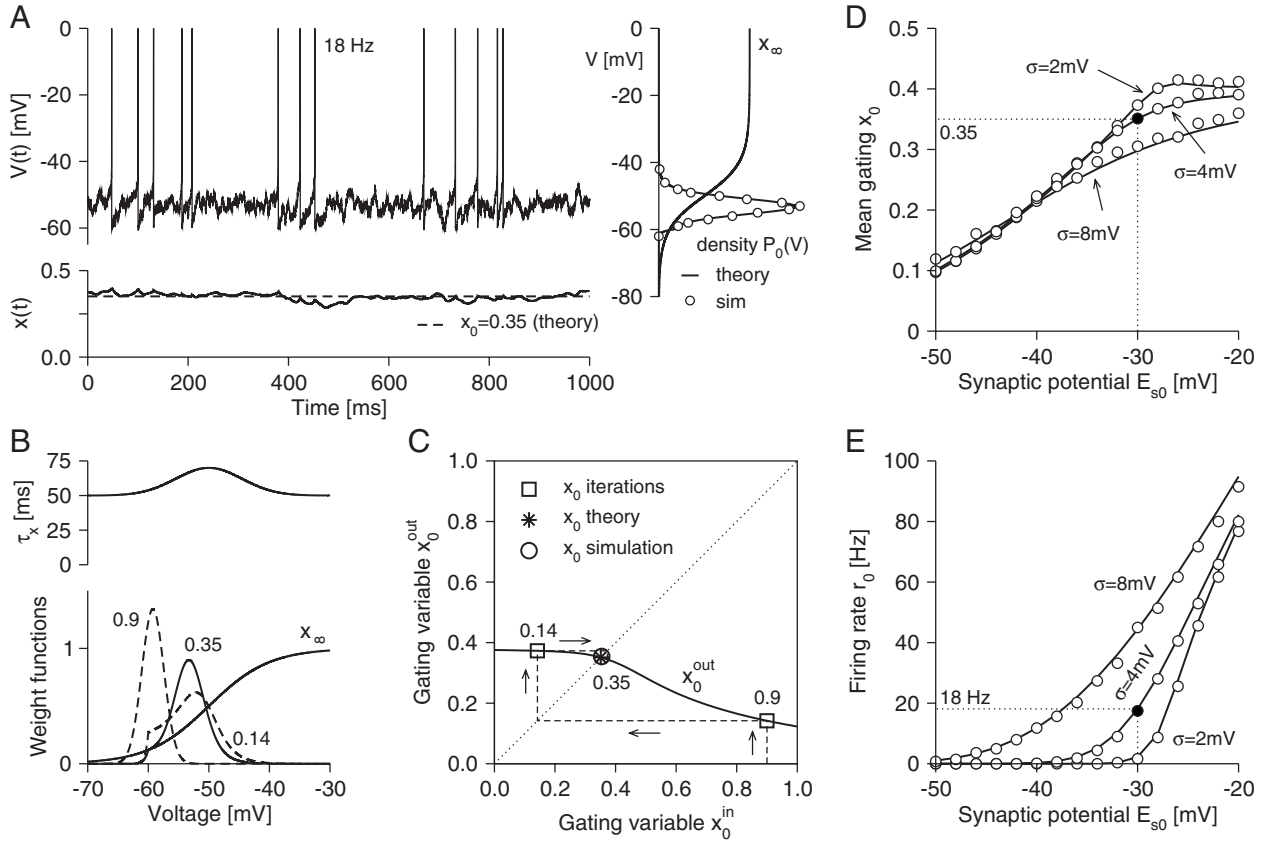 A
0
-20
-40
-60
V(t) [mV]
18 Hz
0.5
0.0
x(t)
x0=0.35 (theory)
0 200 400 600 800 1000
Time [ms]
0
V
[mV]
-20
-40
-60
-80
x∞
density P0(V)
theory
sim
D
0.5
0.4
0.3
0.2
0.1
0
Mean gating x0
0.35
σ=2mV
σ=4mV
σ=8mV
-50 -40 -30 -20
Synaptic potential Es0 [mV]
B
75
50
25
0
τx [ms]
1
0
Weight functions
0.9
0.35
0.14
x∞
-70 -60 -50 -40 -30
Voltage [mV]
C
1.0
0.8
0.6
0.4
0.2
0.0
Gating variable x0^out
x0 iterations
x0 theory
x0 simulation
0.14
0.35
x0^out
0.9
0.0 0.2 0.4 0.6 0.8 1.0
Gating variable x0^in
E
100
80
60
40
20
0
Firing rate r0 [Hz]
σ=8mV
σ=4mV
18 Hz
σ=2mV
-50 -40 -30 -20
Synaptic potential Es0 [mV]